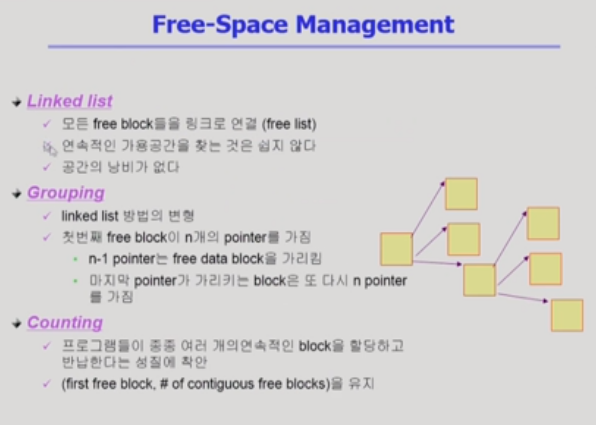 Free-Space Management
Linked list
모든 free block들을 링크로 연결 (free list)
연속적인 가용공간을 찾는 것은 쉽지 않다
공간의 낭비가 없다
Grouping
linked list 방법의 변형
첫번째 free block이 n개의 pointer를 가짐
n-1 pointer는 free data block을 가리킴
마지막 pointer가 가리키는 block은 또 다시 n pointer
를 가짐
Counting
프로그램들이 종종 여러 개의연속적인 block을 할당하고
반납한다는 성질에 착안
(first free block, # of contiguous free blocks)을 유지